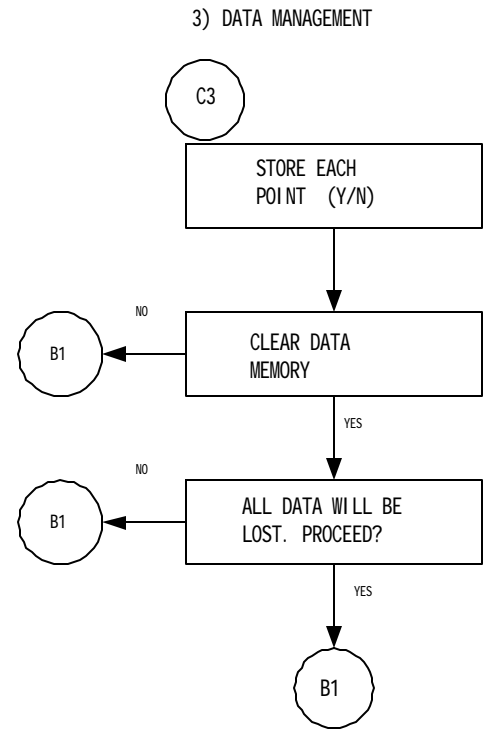 3) DATA MANAGEMENT
C3
STORE EACH
POINT (Y/N)
NO
B1
CLEAR DATA
MEMORY
YES
NO
B1
ALL DATA WILL BE
LOST. PROCEED?
YES
B1